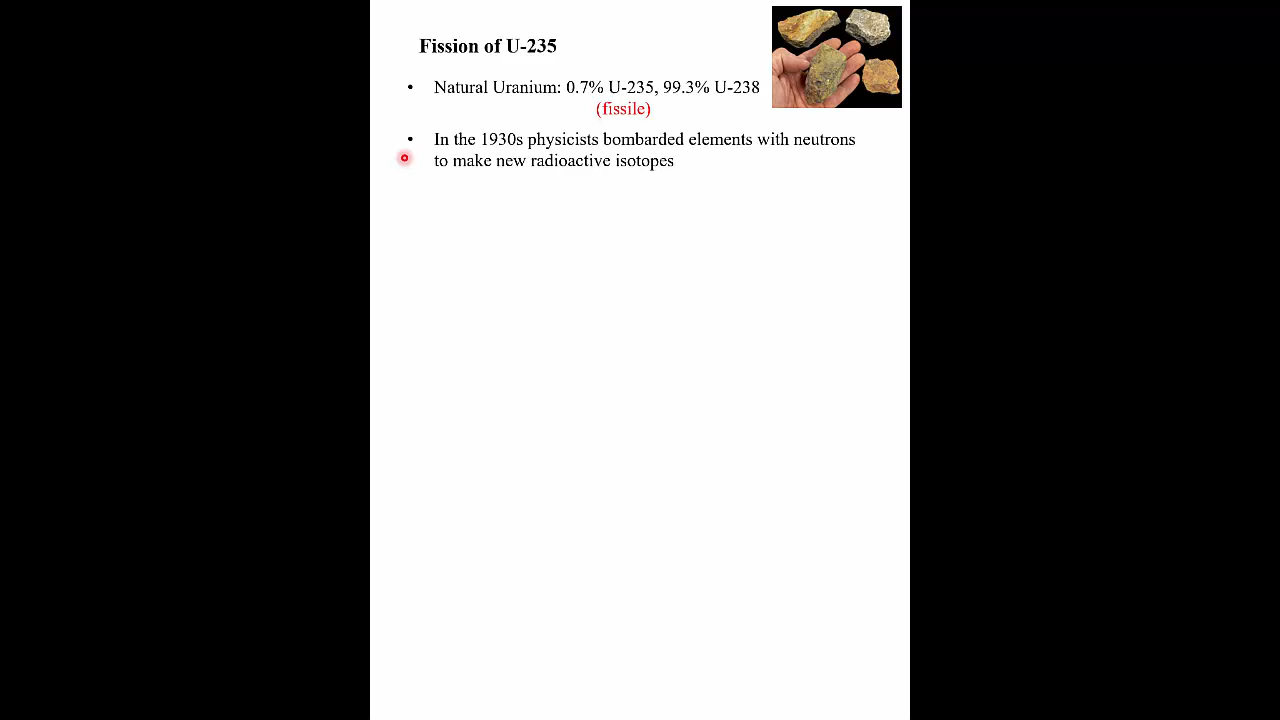 Fission of U-235
• Natural Uranium: 0.7% U-235, 99.3% U-238
(fissile)
• In the 1930s physicists bombarded elements with neutrons
to make new radioactive isotopes